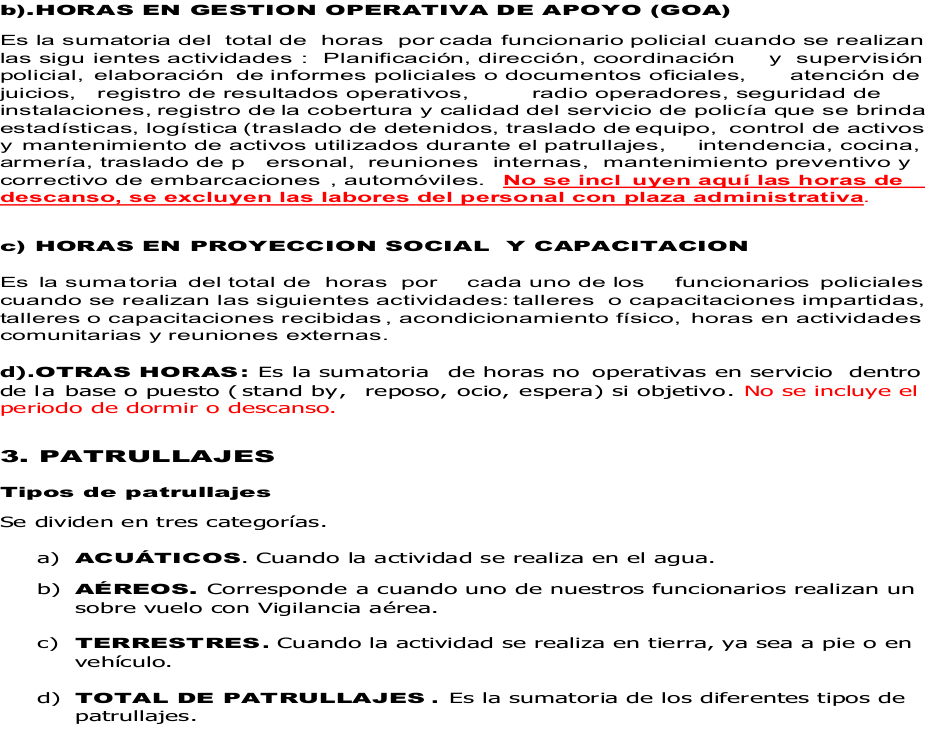 b).HORAS EN GESTION OPERATIVA DE APOYO (GOA)
Es la sumatoria del total de horas por cada funcionario policial cuando se realizan
las sigu ientes actividades : Planificación, dirección, coordinación y supervisión
policial, elaboración de informes policiales o documentos oficiales, atención de
juicios, registro de resultados operativos, radio operadores, seguridad de
instalaciones, registro de la cobertura y calidad del servicio de policía que se brinda
estadísticas, logística (traslado de detenidos, traslado de equipo, control de activos
y mantenimiento de activos utilizados durante el patrullajes, intendencia, cocina,
armería, traslado de p ersonal, reuniones internas, mantenimiento preventivo y
correctivo de embarcaciones , automóviles. No se incl uyen aquí las horas de
descanso, se excluyen las labores del personal con plaza administrativa.
c) HORAS EN PROYECCION SOCIAL Y CAPACITACION
Es la sumatoria del total de horas por cada uno de los funcionarios policiales
cuando se realizan las siguientes actividades: talleres o capacitaciones impartidas,
talleres o capacitaciones recibidas , acondicionamiento físico, horas en actividades
comunitarias y reuniones externas.
d).OTRAS HORAS: Es la sumatoria de horas no operativas en servicio dentro
de la base o puesto ( stand by, reposo, ocio, espera) si objetivo. No se incluye el
periodo de dormir o descanso.
3. PATRULLAJES
Tipos de patrullajes
Se dividen en tres categorías.
a) ACUÁTICOS. Cuando la actividad se realiza en el agua.
b) AÉREOS. Corresponde a cuando uno de nuestros funcionarios realizan un
sobre vuelo con Vigilancia aérea.
c) TERRESTRES. Cuando la actividad se realiza en tierra, ya sea a pie o en
vehículo.
d) TOTAL DE PATRULLAJES . Es la sumatoria de los diferentes tipos de
patrullajes.